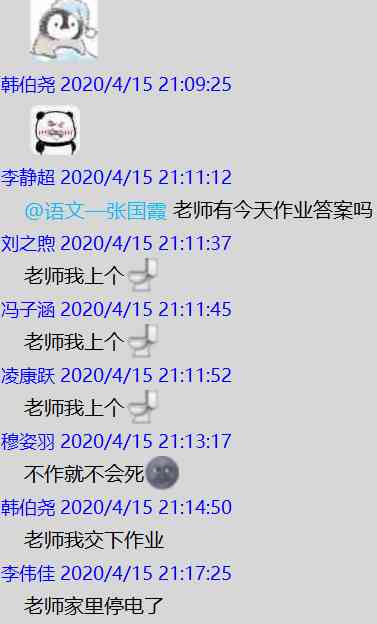 韩伯尧 2020/4/15 21:09:25
李静超 2020/4/15 21:11:12
@语文—张国霞 老师有今天作业答案吗
刘之煦 2020/4/15 21:11:37
老师我上个
冯子涵 2020/4/15 21:11:45
老师我上个
凌康跃 2020/4/15 21:11:52
老师我上个
穆姿羽 2020/4/15 21:13:17
不作就不会死
韩伯尧 2020/4/15 21:14:50
老师我交下作业
李伟佳 2020/4/15 21:17:25
老师家里停电了